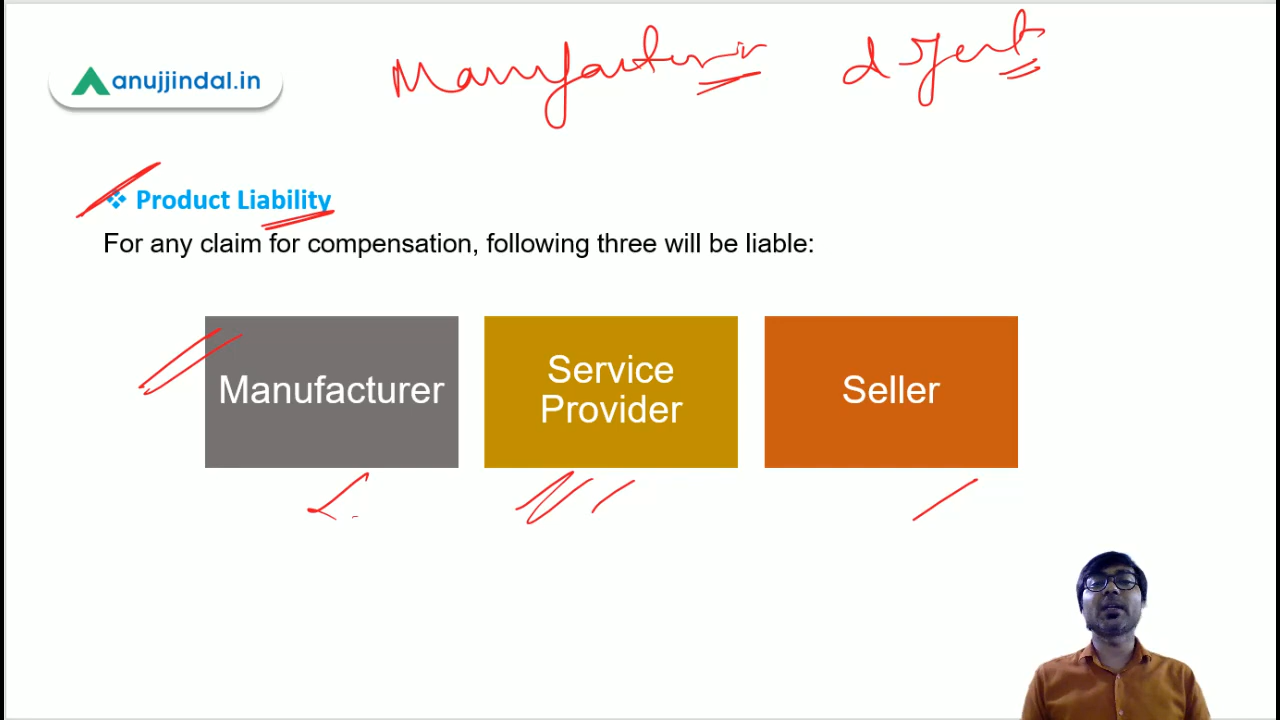 Manufacturing defect
anujjindal.in
❖ Product Liability
For any claim for compensation, following three will be liable:
Manufacturer
Service
Provider
Seller